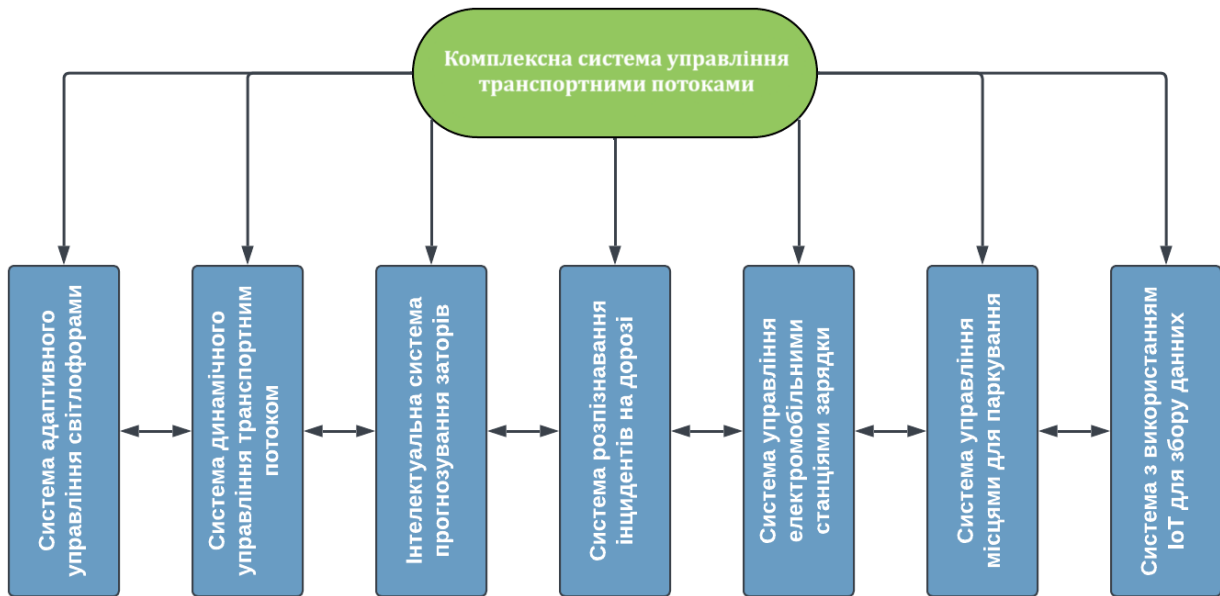 Комплексна система управління
транспортними потоками
Система адаптивного
управління світлофорами
Система динамічного
управління транспортним
потоком
Інтелектуальна система
прогнозування заторів
Система розпізнавання
інцидентів на дорозі
Система управління
електромобільними
станціями зарядки
Система управління
місцями для паркування
Система з використанням
IoT для збору данних